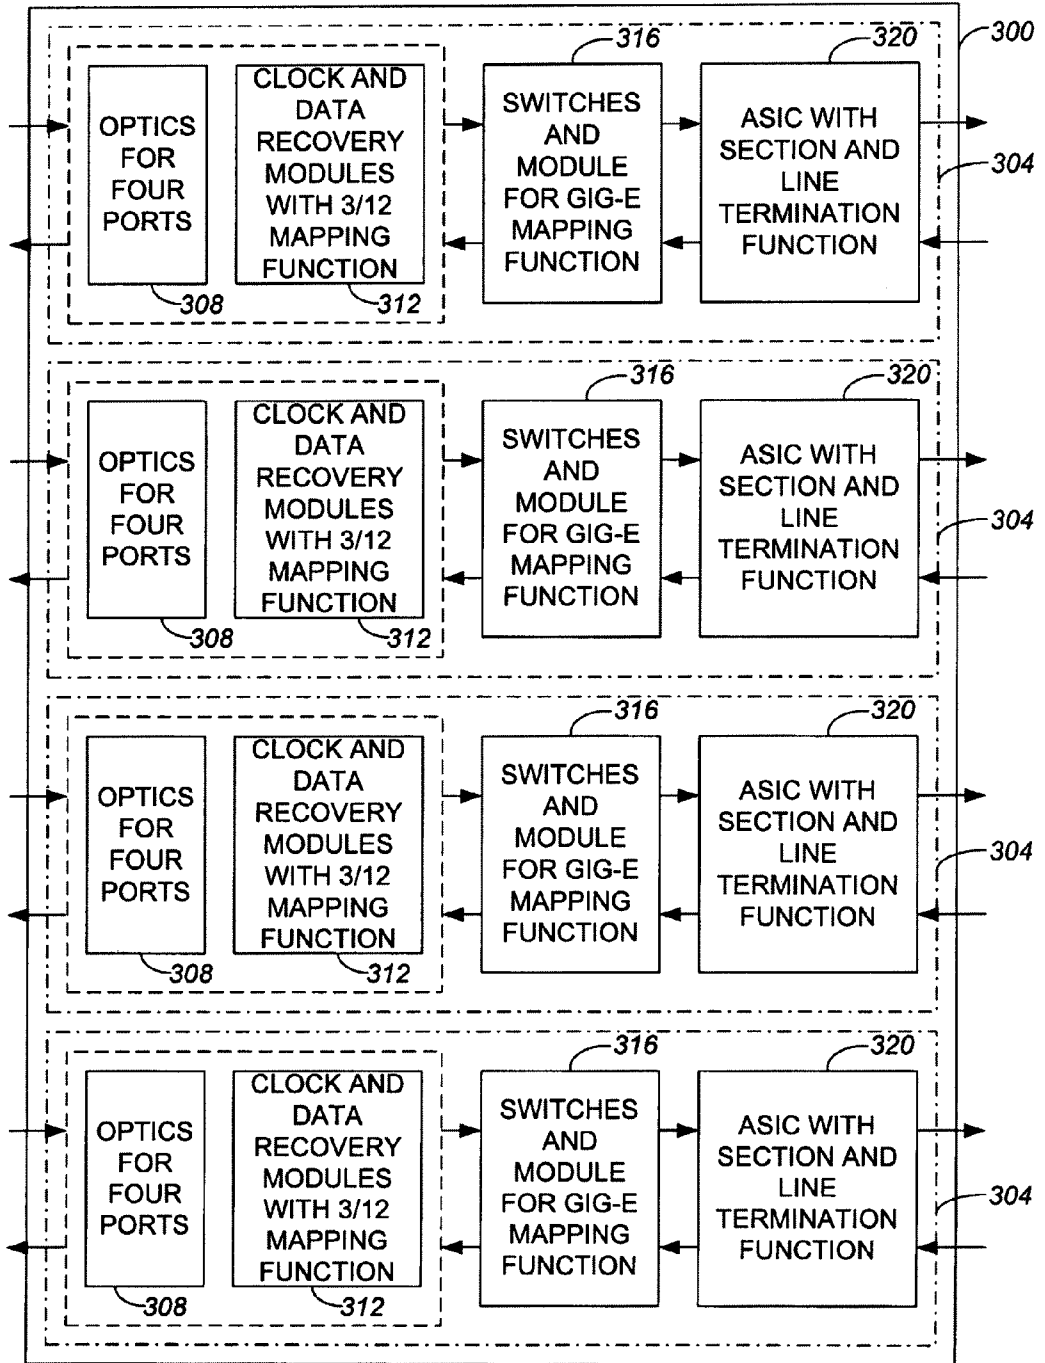 316
320
300
OPTICS
FOR
FOUR
PORTS
CLOCK AND
DATA
RECOVERY
MODULES
WITH 3/12
MAPPING
FUNCTION
SWITCHES
AND
MODULE
FOR GIG-E
MAPPING
FUNCTION
ASIC WITH
SECTION AND
LINE
TERMINATION
FUNCTION
304
308
312
316
320
OPTICS
FOR
FOUR
PORTS
CLOCK AND
DATA
RECOVERY
MODULES
WITH 3/12
MAPPING
FUNCTION
SWITCHES
AND
MODULE
FOR GIG-E
MAPPING
FUNCTION
ASIC WITH
SECTION AND
LINE
TERMINATION
FUNCTION
304
308
312
316
320
OPTICS
FOR
FOUR
PORTS
CLOCK AND
DATA
RECOVERY
MODULES
WITH 3/12
MAPPING
FUNCTION
SWITCHES
AND
MODULE
FOR GIG-E
MAPPING
FUNCTION
ASIC WITH
SECTION AND
LINE
TERMINATION
FUNCTION
304
308
312
316
320
OPTICS
FOR
FOUR
PORTS
CLOCK AND
DATA
RECOVERY
MODULES
WITH 3/12
MAPPING
FUNCTION
SWITCHES
AND
MODULE
FOR GIG-E
MAPPING
FUNCTION
ASIC WITH
SECTION AND
LINE
TERMINATION
FUNCTION
304
308
312